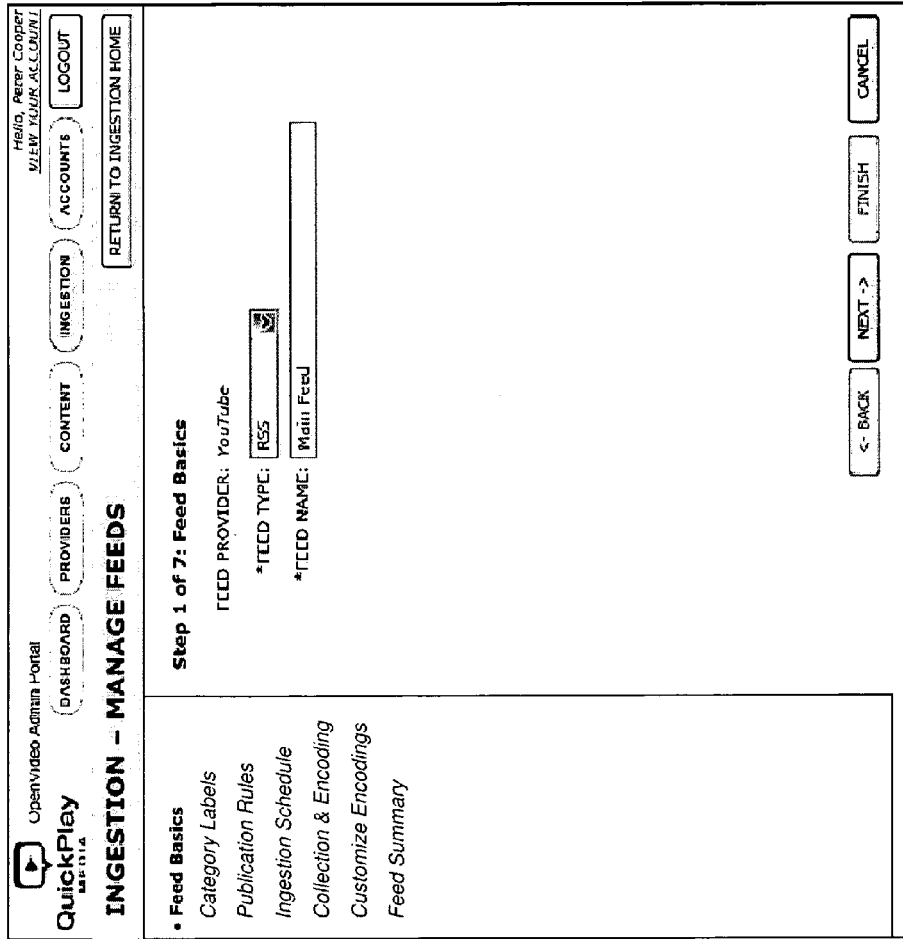 Hello, Peter Cooper
VIEW YOUR ACCOUNT
OpenVideo Admin Portal
QuickPlay
MEDIA
DASHBOARD
PROVIDERS
CONTENT
INGESTION
ACCOUNTS
LOGOUT
INGESTION – MANAGE FEEDS
RETURN TO INGESTION HOME
• Feed Basics
Category Labels
Publication Rules
Ingestion Schedule
Collection & Encoding
Customize Encodings
Feed Summary
Step 1 of 7: Feed Basics
FEED PROVIDER: YouTube
*FEED TYPE: RSS
*FEED NAME: Main Feed
<- BACK
NEXT ->
FINISH
CANCEL